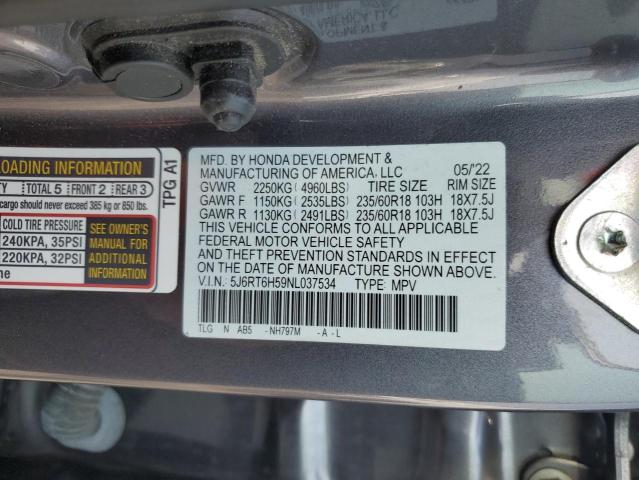 LOADING INFORMATION
TOTAL 5 FRONT 2 REAR 3
cargo should never exceed 385 kg or 850 lbs.
COLD TIRE PRESSURE
240KPA, 35PSI
220KPA, 32PSI
SEE OWNER'S
MANUAL FOR
ADDITIONAL
INFORMATION
TPG A1
MFD. BY HONDA DEVELOPMENT &
MANUFACTURING OF AMERICA, LLC 05/'22
GVWR 2250KG ( 4960LBS) TIRE SIZE RIM SIZE
GAWR F 1150KG ( 2535LBS) 235/60R18 103H 18X7.5J
GAWR R 1130KG ( 2491LBS) 235/60R18 103H 18X7.5J
THIS VEHICLE CONFORMS TO ALL APPLICABLE
FEDERAL MOTOR VEHICLE SAFETY
AND THEFT PREVENTION STANDARDS IN EFFECT
ON THE DATE OF MANUFACTURE SHOWN ABOVE.
V.I.N.: 5J6RT6H59NL037534 TYPE: MPV
TLG N AB5 -NH797M -A-L